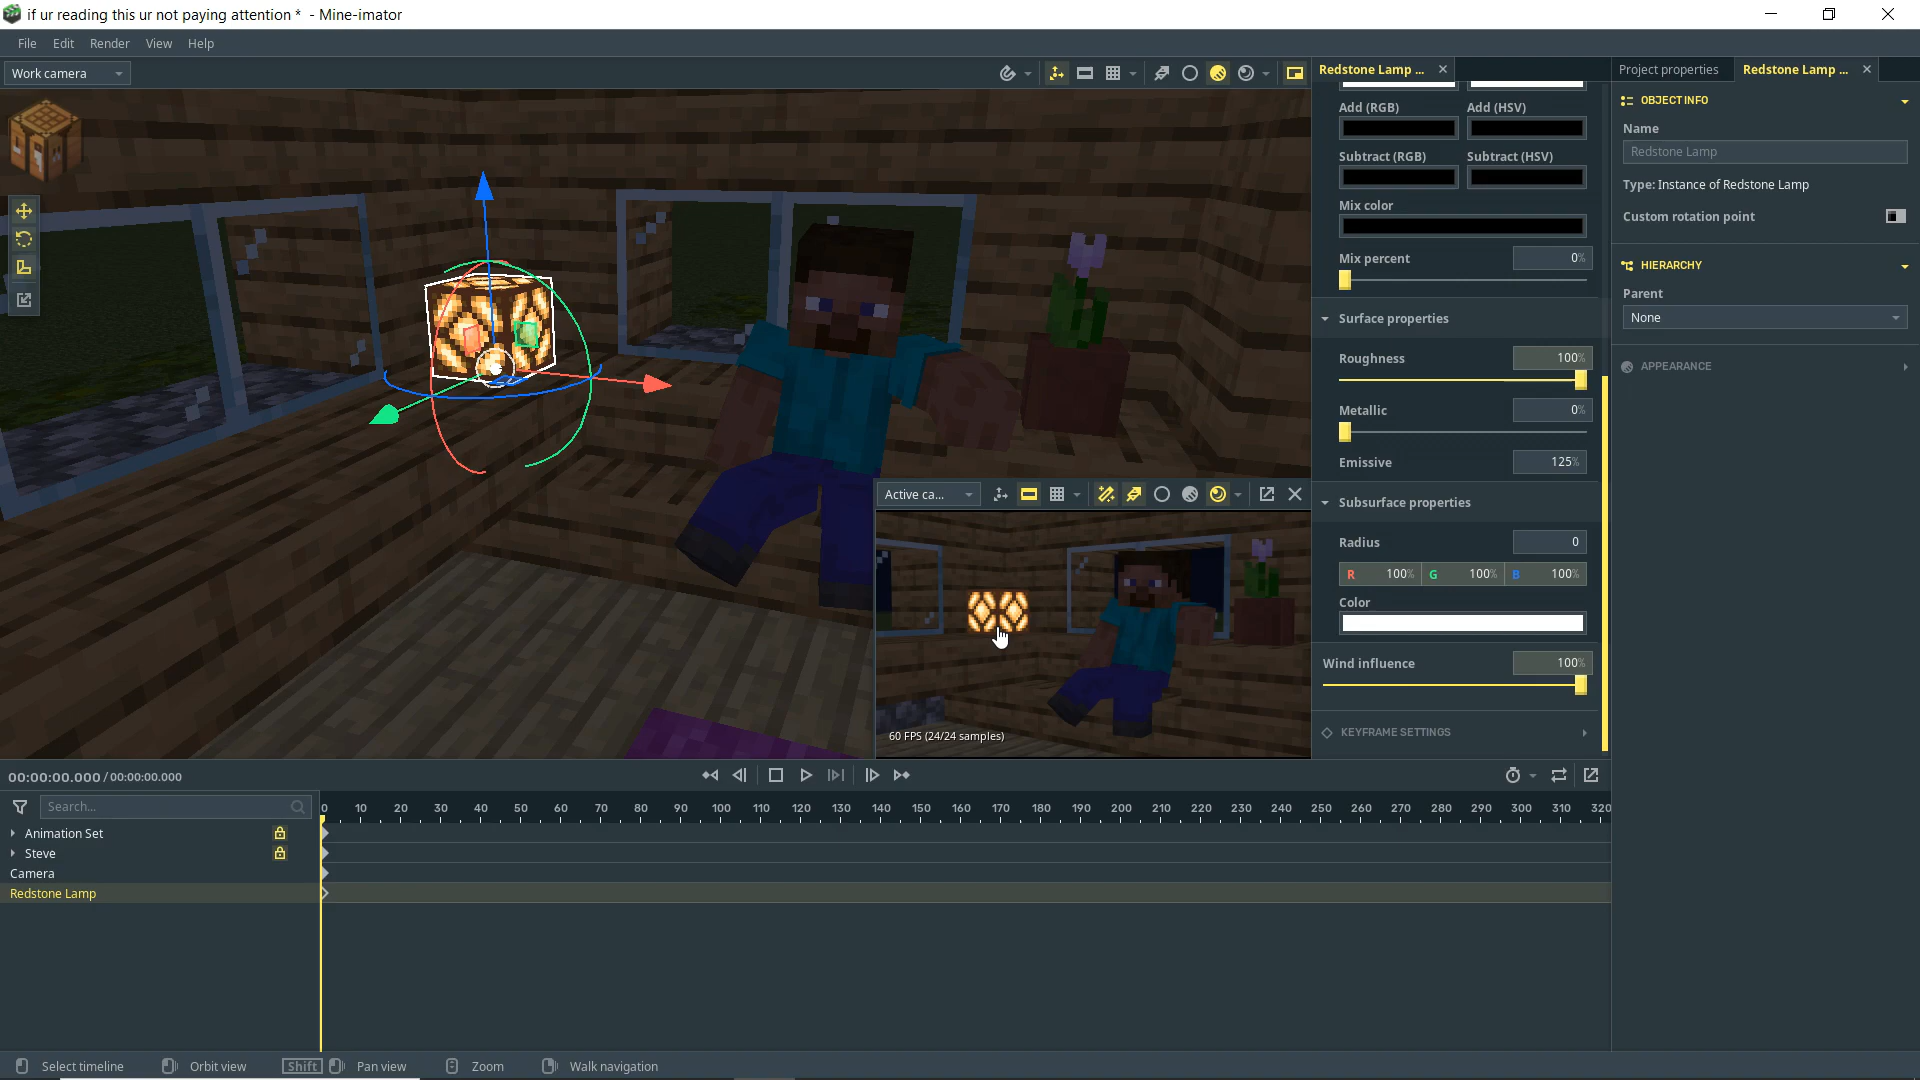 if ur reading this ur not paying attention * - Mine-imator
File Edit Render View Help
Work camera
Redstone Lamp ...
Project properties
Redstone Lamp ...
Add (RGB) Add (HSV)
Subtract (RGB) Subtract (HSV)
Mix color
Mix percent 0%
Surface properties
Roughness 100%
Metallic 0%
Emissive 125%
Subsurface properties
Radius 0
R 100% G 100% B 100%
Color
Wind influence 100%
KEYFRAME SETTINGS
OBJECT INFO
Name
Redstone Lamp
Type: Instance of Redstone Lamp
Custom rotation point
HIERARCHY
Parent
None
APPEARANCE
Active ca...
60 FPS (24/24 samples)
00:00:00.000 / 00:00:00.000
Search...
0 10 20 30 40 50 60 70 80 90 100 110 120 130 140 150 160 170 180 190 200 210 220 230 240 250 260 270 280 290 300 310 320
Animation Set
Steve
Camera
Redstone Lamp
Select timeline Orbit view Shift Pan view Zoom Walk navigation